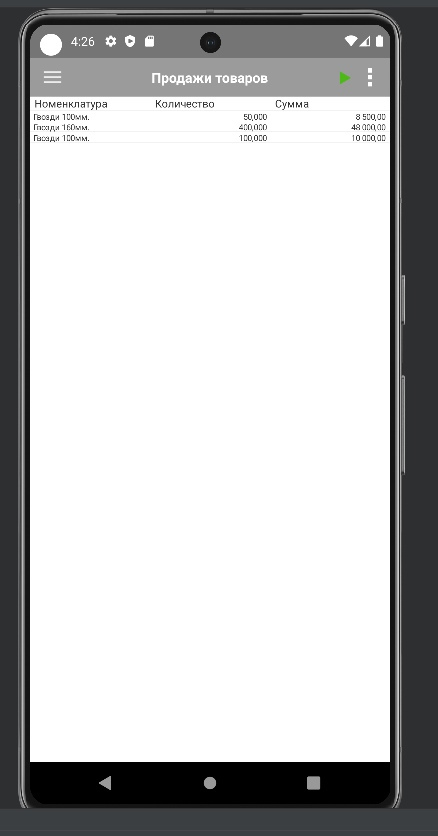 4:26
Продажи товаров
Номенклатура Количество Сумма
Гвозди 100мм. 50,000 8 500,00
Гвозди 160мм. 400,000 48 000,00
Гвозди 100мм. 100,000 10 000,00